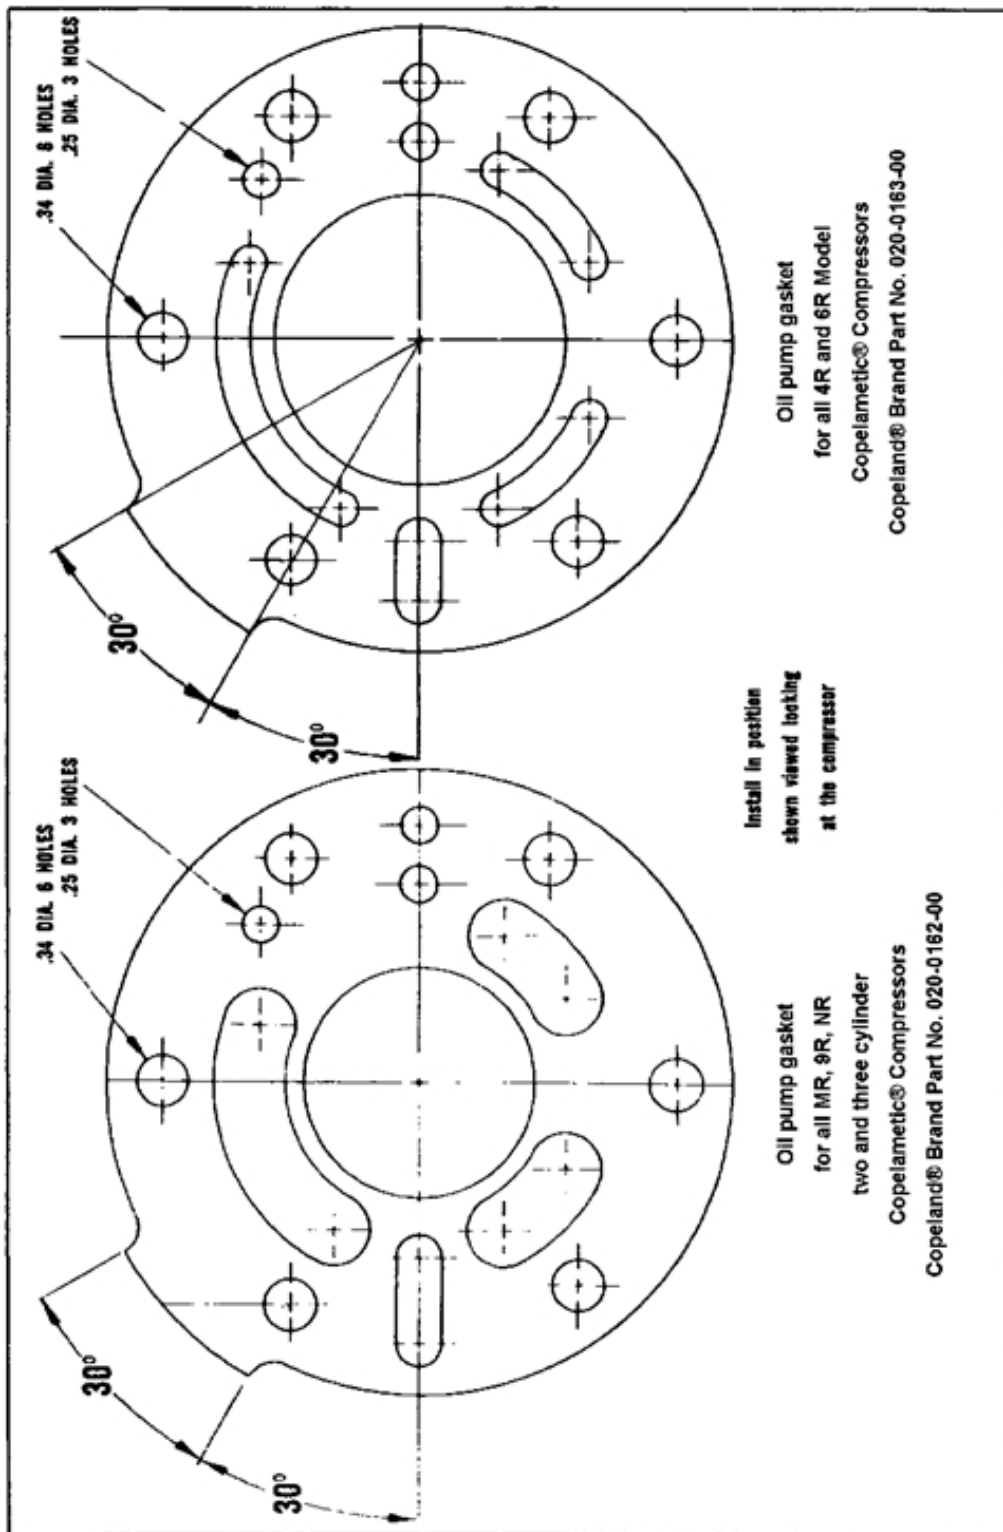 .34 DIA. 6 HOLES
.25 DIA. 3 HOLES
30°
30°
Oil pump gasket
for all MR, 9R, NR
two and three cylinder
Copelametic® Compressors
Copeland® Brand Part No. 020-0162-00
Install in position
shown viewed looking
at the compressor
.34 DIA. 8 HOLES
.25 DIA. 3 HOLES
30°
30°
Oil pump gasket
for all 4R and 6R Model
Copelametic® Compressors
Copeland® Brand Part No. 020-0163-00